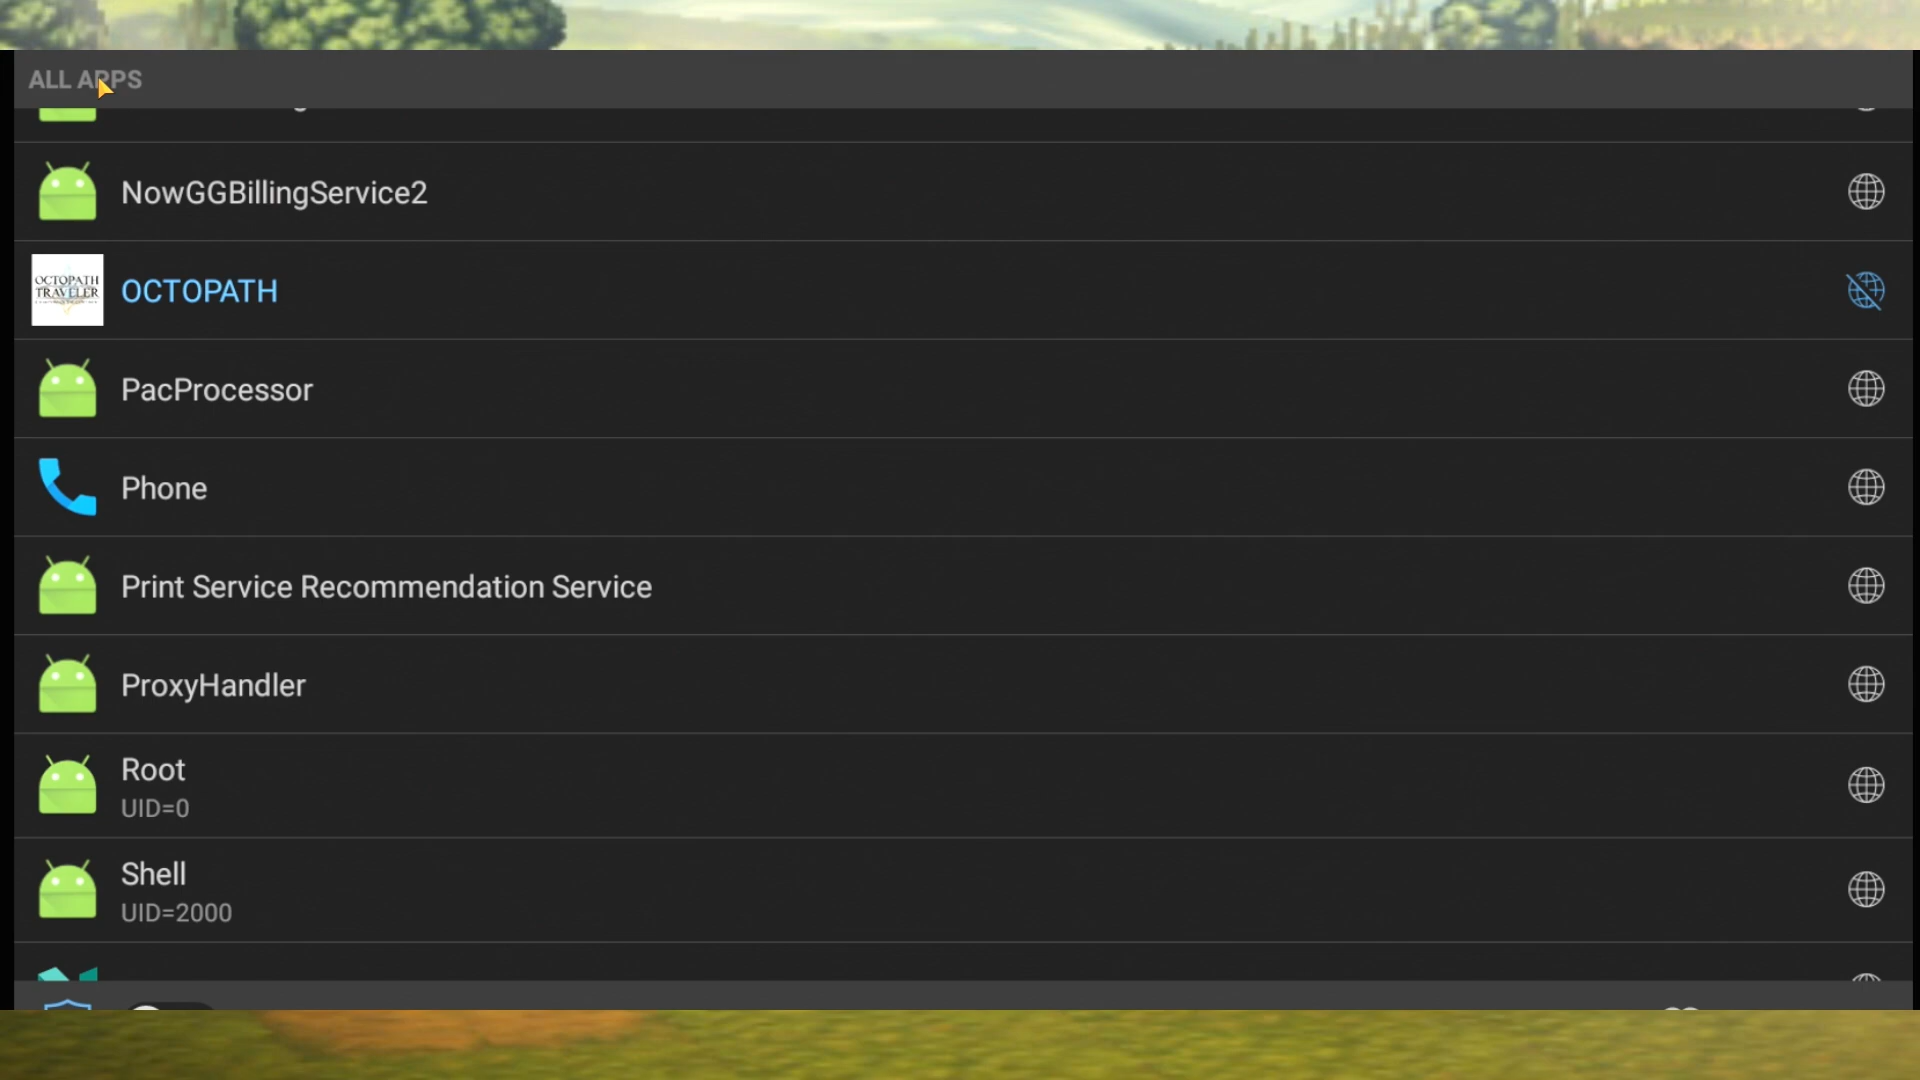 ALL APPS
NowGGBillingService2
OCTOPATH
TRAVELER
OCTOPATH
PacProcessor
Phone
Print Service Recommendation Service
ProxyHandler
Root
UID=0
Shell
UID=2000